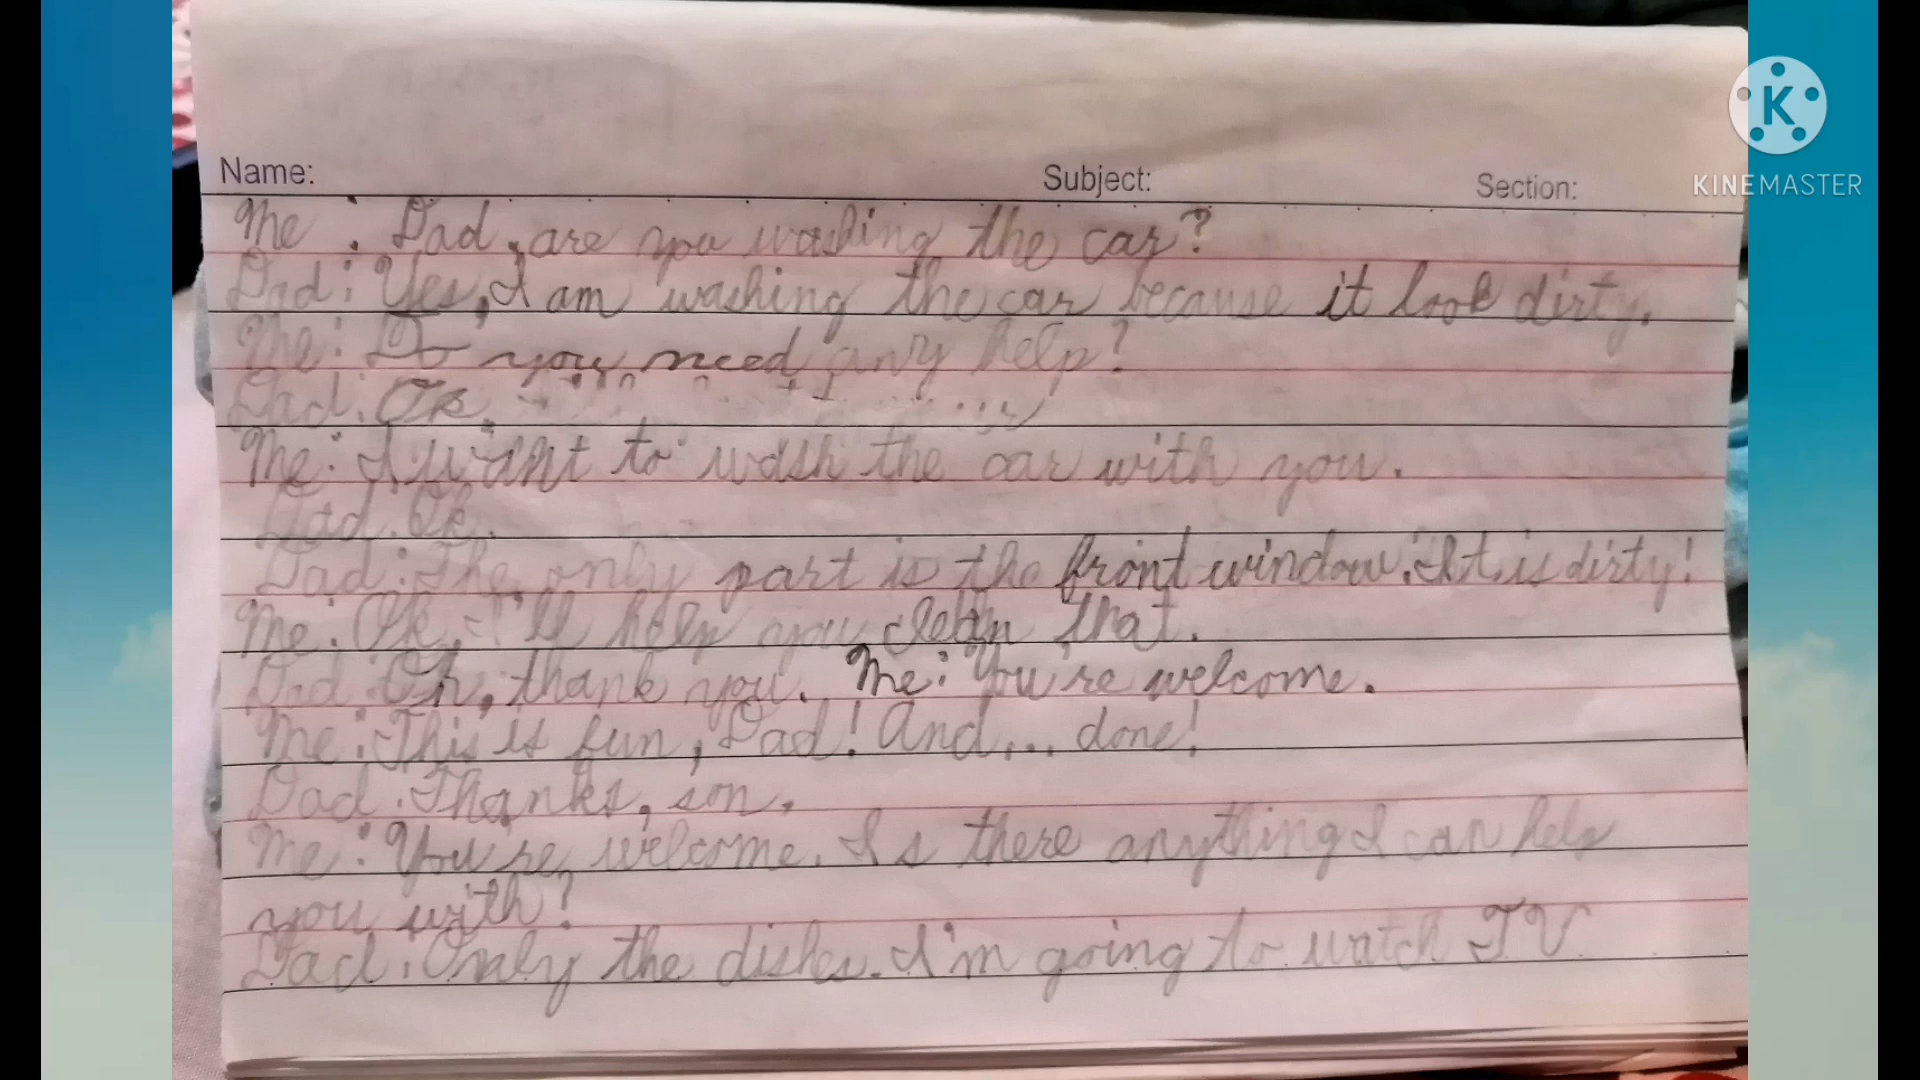 Name: Subject: Section:
Me : Dad, are you washing the car?
Dad: Yes, I am washing the car because it look dirty.
Me: Do you need any help?
Dad: Ok.
Me: I want to wash the car with you.
Dad: Ok.
Dad: The only part is the front window. It is dirty!
Me: Ok, I'll help you clean that.
Dad: Oh, thank you. Me: You're welcome.
Me: This is fun, Dad! And... done!
Dad: Thanks, son.
Me: You're welcome. Is there anything I can help
you with?
Dad: Only the dishes. I'm going to watch TV.
K
KINEMASTER